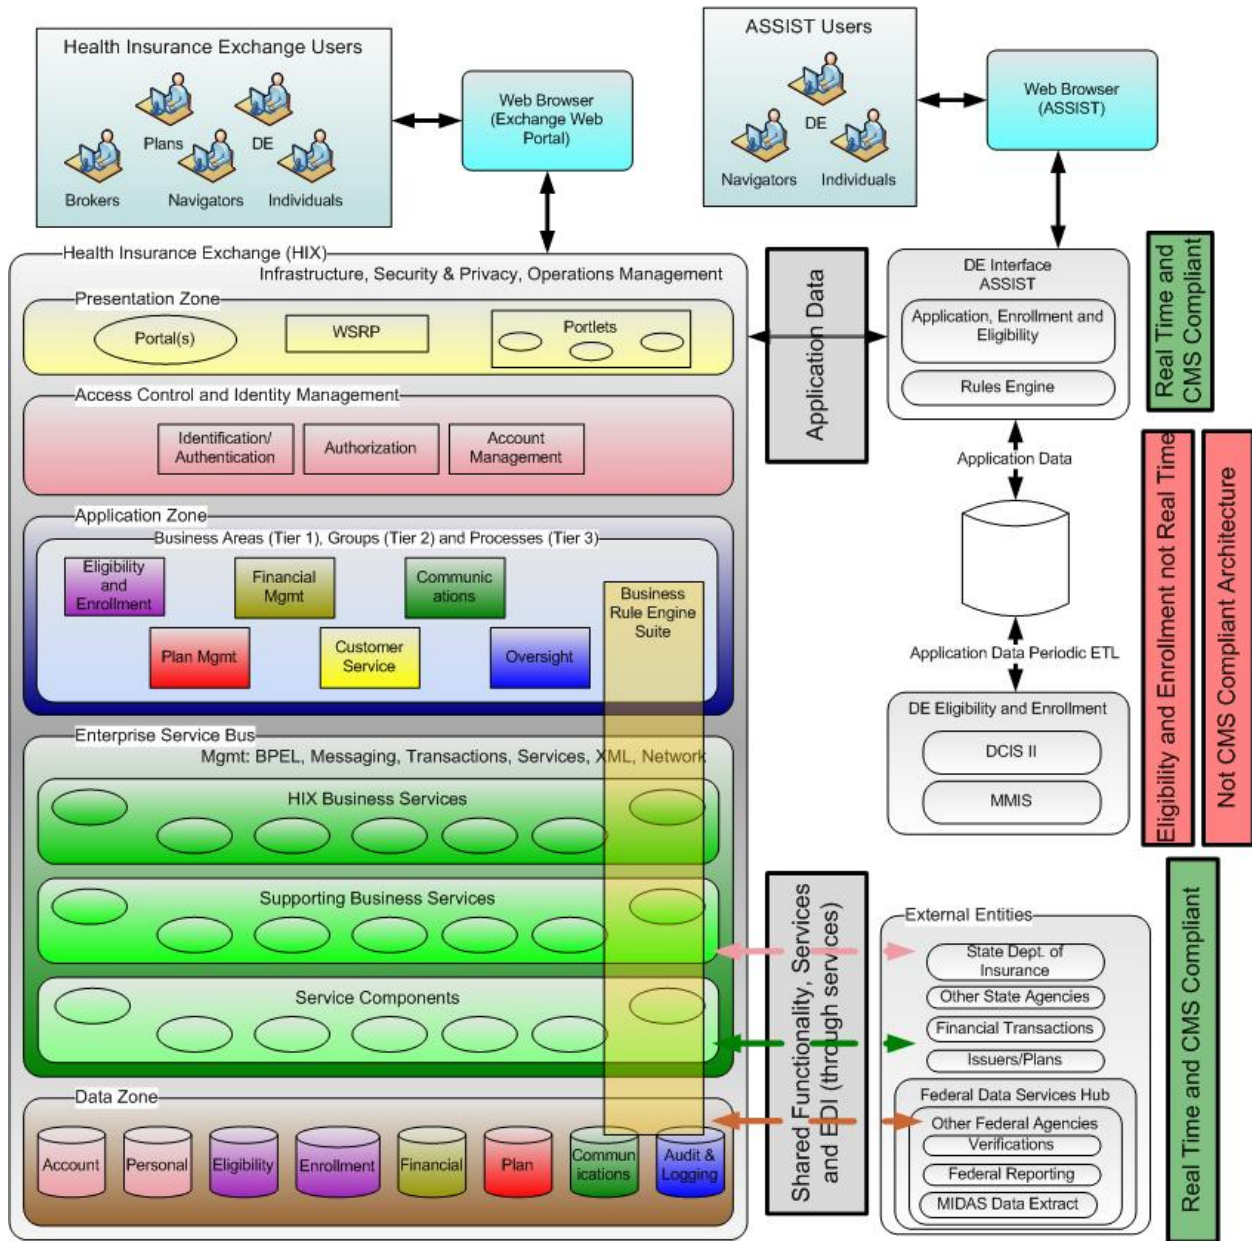 Health Insurance Exchange Users
Plans
DE
Brokers
Navigators
Individuals
Web Browser
(Exchange Web
Portal)
ASSIST Users
DE
Navigators
Individuals
Web Browser
(ASSIST)
Health Insurance Exchange (HIX)
Infrastructure, Security & Privacy, Operations Management
Presentation Zone
Portal(s)
WSRP
Portlets
Access Control and Identity Management
Identification/
Authentication
Authorization
Account
Management
Application Zone
Business Areas (Tier 1), Groups (Tier 2) and Processes (Tier 3)
Eligibility
and
Enrollment
Financial
Mgmt
Communic
ations
Business
Rule Engine
Suite
Plan Mgmt
Customer
Service
Oversight
Enterprise Service Bus
Mgmt: BPEL, Messaging, Transactions, Services, XML, Network
HIX Business Services
Supporting Business Services
Service Components
Data Zone
Account
Personal
Eligibility
Enrollment
Financial
Plan
Commun
ications
Audit &
Logging
Application Data
DE Interface
ASSIST
Application, Enrollment and
Eligibility
Rules Engine
Real Time and
CMS Compliant
Application Data
Application Data Periodic ETL
DE Eligibility and Enrollment
DCIS II
MMIS
Eligibility and Enrollment not Real Time
Not CMS Compliant Architecture
Shared Functionality, Services
and EDI (through services)
External Entities
State Dept. of
Insurance
Other State Agencies
Financial Transactions
Issuers/Plans
Federal Data Services Hub
Other Federal Agencies
Verifications
Federal Reporting
MIDAS Data Extract
Real Time and CMS Compliant